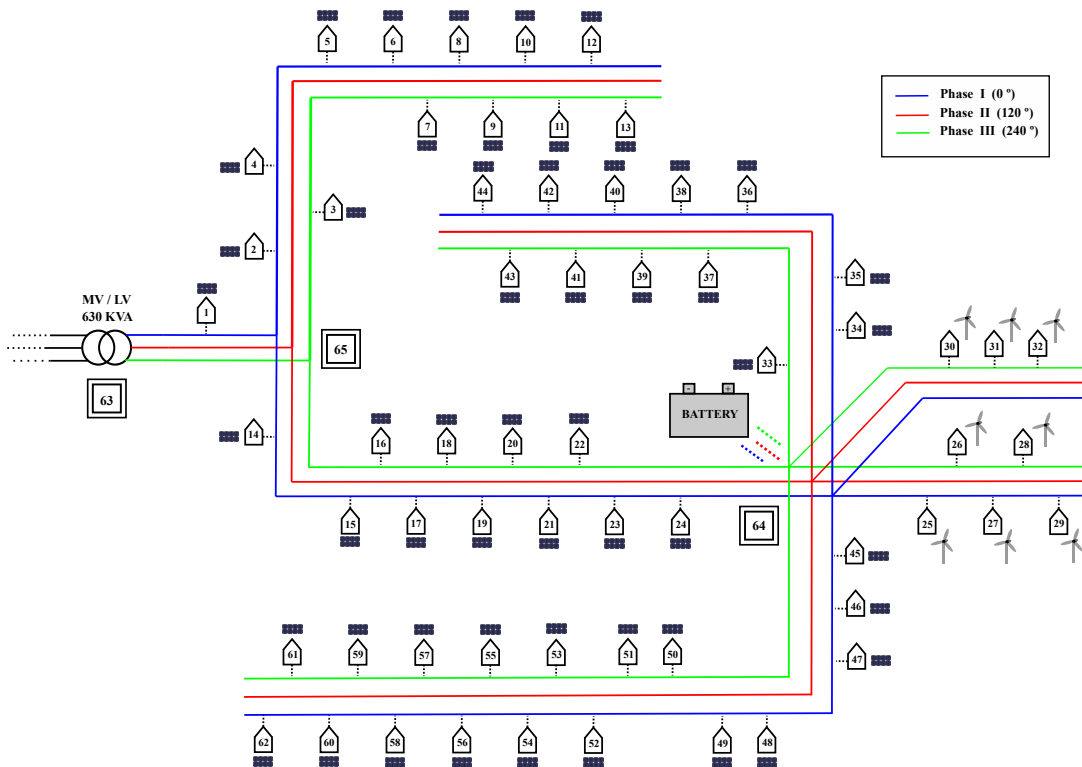 5 6 8 10 12
Phase I (0 º)
Phase II (120 º)
Phase III (240 º)
7 9 11 13
4
44 42 40 38 36
3
2
43 41 39 37
35
MV / LV
630 KVA
1
34
65
30 31 32
33
- +
63
BATTERY
14
16 18 20 22
26 28
15 17 19 21 23 24
64
25 27 29
45
46
61 59 57 55 53 51 50
47
62 60 58 56 54 52 49 48